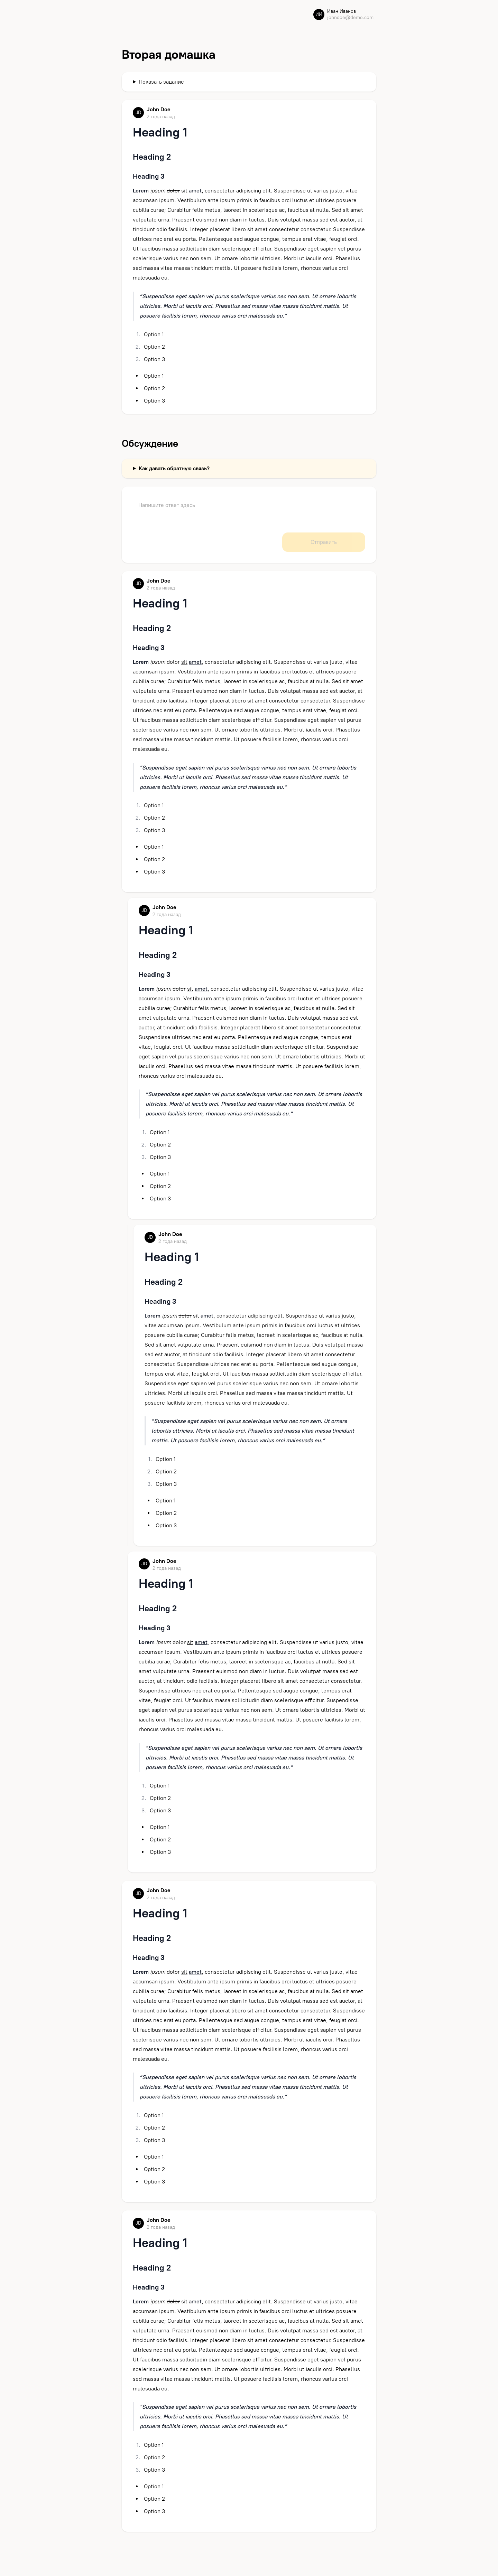 ИИ
Иван Иванов
johndoe@demo.com
Вторая домашка
Показать задание
JD
John Doe
2 года назад
Heading 1
Heading 2
Heading 3
Lorem ipsum dolor sit amet, consectetur adipiscing elit. Suspendisse ut varius justo, vitae
accumsan ipsum. Vestibulum ante ipsum primis in faucibus orci luctus et ultrices posuere
cubilia curae; Curabitur felis metus, laoreet in scelerisque ac, faucibus at nulla. Sed sit amet
vulputate urna. Praesent euismod non diam in luctus. Duis volutpat massa sed est auctor, at
tincidunt odio facilisis. Integer placerat libero sit amet consectetur consectetur. Suspendisse
ultrices nec erat eu porta. Pellentesque sed augue congue, tempus erat vitae, feugiat orci.
Ut faucibus massa sollicitudin diam scelerisque efficitur. Suspendisse eget sapien vel purus
scelerisque varius nec non sem. Ut ornare lobortis ultricies. Morbi ut iaculis orci. Phasellus
sed massa vitae massa tincidunt mattis. Ut posuere facilisis lorem, rhoncus varius orci
malesuada eu.
"Suspendisse eget sapien vel purus scelerisque varius nec non sem. Ut ornare lobortis
ultricies. Morbi ut iaculis orci. Phasellus sed massa vitae massa tincidunt mattis. Ut
posuere facilisis lorem, rhoncus varius orci malesuada eu."
1. Option 1
2. Option 2
3. Option 3
• Option 1
• Option 2
• Option 3
Обсуждение
Как давать обратную связь?
Напишите ответ здесь
Отправить
JD
John Doe
2 года назад
Heading 1
Heading 2
Heading 3
Lorem ipsum dolor sit amet, consectetur adipiscing elit. Suspendisse ut varius justo, vitae
accumsan ipsum. Vestibulum ante ipsum primis in faucibus orci luctus et ultrices posuere
cubilia curae; Curabitur felis metus, laoreet in scelerisque ac, faucibus at nulla. Sed sit amet
vulputate urna. Praesent euismod non diam in luctus. Duis volutpat massa sed est auctor, at
tincidunt odio facilisis. Integer placerat libero sit amet consectetur consectetur. Suspendisse
ultrices nec erat eu porta. Pellentesque sed augue congue, tempus erat vitae, feugiat orci.
Ut faucibus massa sollicitudin diam scelerisque efficitur. Suspendisse eget sapien vel purus
scelerisque varius nec non sem. Ut ornare lobortis ultricies. Morbi ut iaculis orci. Phasellus
sed massa vitae massa tincidunt mattis. Ut posuere facilisis lorem, rhoncus varius orci
malesuada eu.
"Suspendisse eget sapien vel purus scelerisque varius nec non sem. Ut ornare lobortis
ultricies. Morbi ut iaculis orci. Phasellus sed massa vitae massa tincidunt mattis. Ut
posuere facilisis lorem, rhoncus varius orci malesuada eu."
1. Option 1
2. Option 2
3. Option 3
• Option 1
• Option 2
• Option 3
JD
John Doe
2 года назад
Heading 1
Heading 2
Heading 3
Lorem ipsum dolor sit amet, consectetur adipiscing elit. Suspendisse ut varius justo, vitae
accumsan ipsum. Vestibulum ante ipsum primis in faucibus orci luctus et ultrices posuere
cubilia curae; Curabitur felis metus, laoreet in scelerisque ac, faucibus at nulla. Sed sit
amet vulputate urna. Praesent euismod non diam in luctus. Duis volutpat massa sed est
auctor, at tincidunt odio facilisis. Integer placerat libero sit amet consectetur consectetur.
Suspendisse ultrices nec erat eu porta. Pellentesque sed augue congue, tempus erat
vitae, feugiat orci. Ut faucibus massa sollicitudin diam scelerisque efficitur. Suspendisse
eget sapien vel purus scelerisque varius nec non sem. Ut ornare lobortis ultricies. Morbi ut
iaculis orci. Phasellus sed massa vitae massa tincidunt mattis. Ut posuere facilisis lorem,
rhoncus varius orci malesuada eu.
"Suspendisse eget sapien vel purus scelerisque varius nec non sem. Ut ornare lobortis
ultricies. Morbi ut iaculis orci. Phasellus sed massa vitae massa tincidunt mattis. Ut
posuere facilisis lorem, rhoncus varius orci malesuada eu."
1. Option 1
2. Option 2
3. Option 3
• Option 1
• Option 2
• Option 3
JD
John Doe
2 года назад
Heading 1
Heading 2
Heading 3
Lorem ipsum dolor sit amet, consectetur adipiscing elit. Suspendisse ut varius justo,
vitae accumsan ipsum. Vestibulum ante ipsum primis in faucibus orci luctus et ultrices
posuere cubilia curae; Curabitur felis metus, laoreet in scelerisque ac, faucibus at nulla.
Sed sit amet vulputate urna. Praesent euismod non diam in luctus. Duis volutpat massa
sed est auctor, at tincidunt odio facilisis. Integer placerat libero sit amet consectetur
consectetur. Suspendisse ultrices nec erat eu porta. Pellentesque sed augue congue,
tempus erat vitae, feugiat orci. Ut faucibus massa sollicitudin diam scelerisque efficitur.
Suspendisse eget sapien vel purus scelerisque varius nec non sem. Ut ornare lobortis
ultricies. Morbi ut iaculis orci. Phasellus sed massa vitae massa tincidunt mattis. Ut
posuere facilisis lorem, rhoncus varius orci malesuada eu.
"Suspendisse eget sapien vel purus scelerisque varius nec non sem. Ut ornare
lobortis ultricies. Morbi ut iaculis orci. Phasellus sed massa vitae massa tincidunt
mattis. Ut posuere facilisis lorem, rhoncus varius orci malesuada eu."
1. Option 1
2. Option 2
3. Option 3
• Option 1
• Option 2
• Option 3
JD
John Doe
2 года назад
Heading 1
Heading 2
Heading 3
Lorem ipsum dolor sit amet, consectetur adipiscing elit. Suspendisse ut varius justo, vitae
accumsan ipsum. Vestibulum ante ipsum primis in faucibus orci luctus et ultrices posuere
cubilia curae; Curabitur felis metus, laoreet in scelerisque ac, faucibus at nulla. Sed sit
amet vulputate urna. Praesent euismod non diam in luctus. Duis volutpat massa sed est
auctor, at tincidunt odio facilisis. Integer placerat libero sit amet consectetur consectetur.
Suspendisse ultrices nec erat eu porta. Pellentesque sed augue congue, tempus erat
vitae, feugiat orci. Ut faucibus massa sollicitudin diam scelerisque efficitur. Suspendisse
eget sapien vel purus scelerisque varius nec non sem. Ut ornare lobortis ultricies. Morbi ut
iaculis orci. Phasellus sed massa vitae massa tincidunt mattis. Ut posuere facilisis lorem,
rhoncus varius orci malesuada eu.
"Suspendisse eget sapien vel purus scelerisque varius nec non sem. Ut ornare lobortis
ultricies. Morbi ut iaculis orci. Phasellus sed massa vitae massa tincidunt mattis. Ut
posuere facilisis lorem, rhoncus varius orci malesuada eu."
1. Option 1
2. Option 2
3. Option 3
• Option 1
• Option 2
• Option 3
JD
John Doe
2 года назад
Heading 1
Heading 2
Heading 3
Lorem ipsum dolor sit amet, consectetur adipiscing elit. Suspendisse ut varius justo, vitae
accumsan ipsum. Vestibulum ante ipsum primis in faucibus orci luctus et ultrices posuere
cubilia curae; Curabitur felis metus, laoreet in scelerisque ac, faucibus at nulla. Sed sit amet
vulputate urna. Praesent euismod non diam in luctus. Duis volutpat massa sed est auctor, at
tincidunt odio facilisis. Integer placerat libero sit amet consectetur consectetur. Suspendisse
ultrices nec erat eu porta. Pellentesque sed augue congue, tempus erat vitae, feugiat orci.
Ut faucibus massa sollicitudin diam scelerisque efficitur. Suspendisse eget sapien vel purus
scelerisque varius nec non sem. Ut ornare lobortis ultricies. Morbi ut iaculis orci. Phasellus
sed massa vitae massa tincidunt mattis. Ut posuere facilisis lorem, rhoncus varius orci
malesuada eu.
"Suspendisse eget sapien vel purus scelerisque varius nec non sem. Ut ornare lobortis
ultricies. Morbi ut iaculis orci. Phasellus sed massa vitae massa tincidunt mattis. Ut
posuere facilisis lorem, rhoncus varius orci malesuada eu."
1. Option 1
2. Option 2
3. Option 3
• Option 1
• Option 2
• Option 3
JD
John Doe
2 года назад
Heading 1
Heading 2
Heading 3
Lorem ipsum dolor sit amet, consectetur adipiscing elit. Suspendisse ut varius justo, vitae
accumsan ipsum. Vestibulum ante ipsum primis in faucibus orci luctus et ultrices posuere
cubilia curae; Curabitur felis metus, laoreet in scelerisque ac, faucibus at nulla. Sed sit amet
vulputate urna. Praesent euismod non diam in luctus. Duis volutpat massa sed est auctor, at
tincidunt odio facilisis. Integer placerat libero sit amet consectetur consectetur. Suspendisse
ultrices nec erat eu porta. Pellentesque sed augue congue, tempus erat vitae, feugiat orci.
Ut faucibus massa sollicitudin diam scelerisque efficitur. Suspendisse eget sapien vel purus
scelerisque varius nec non sem. Ut ornare lobortis ultricies. Morbi ut iaculis orci. Phasellus
sed massa vitae massa tincidunt mattis. Ut posuere facilisis lorem, rhoncus varius orci
malesuada eu.
"Suspendisse eget sapien vel purus scelerisque varius nec non sem. Ut ornare lobortis
ultricies. Morbi ut iaculis orci. Phasellus sed massa vitae massa tincidunt mattis. Ut
posuere facilisis lorem, rhoncus varius orci malesuada eu."
1. Option 1
2. Option 2
3. Option 3
• Option 1
• Option 2
• Option 3